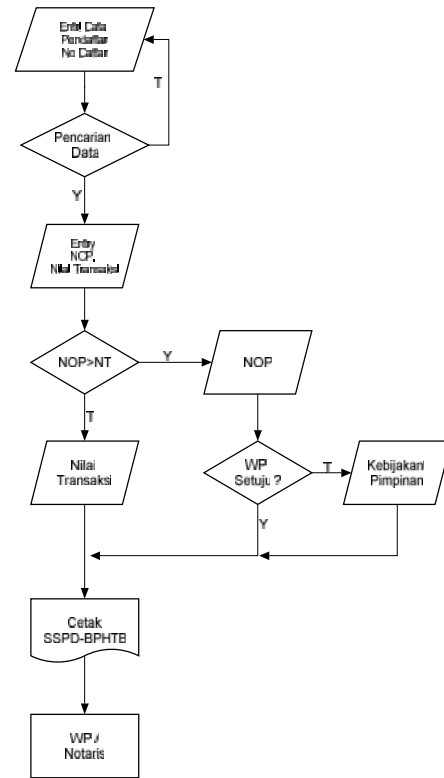 Entry Data
Pendaftar
No Daftar
T
Pencarian
Data
Y
Entry
NOP,
Nilai Transaksi
NOP>NT
Y
NOP
T
Nilai
Transaksi
WP
Setuju ?
T
Kebijakan
Pimpinan
Y
Cetak
SSPD-BPHTB
WP /
Notaris